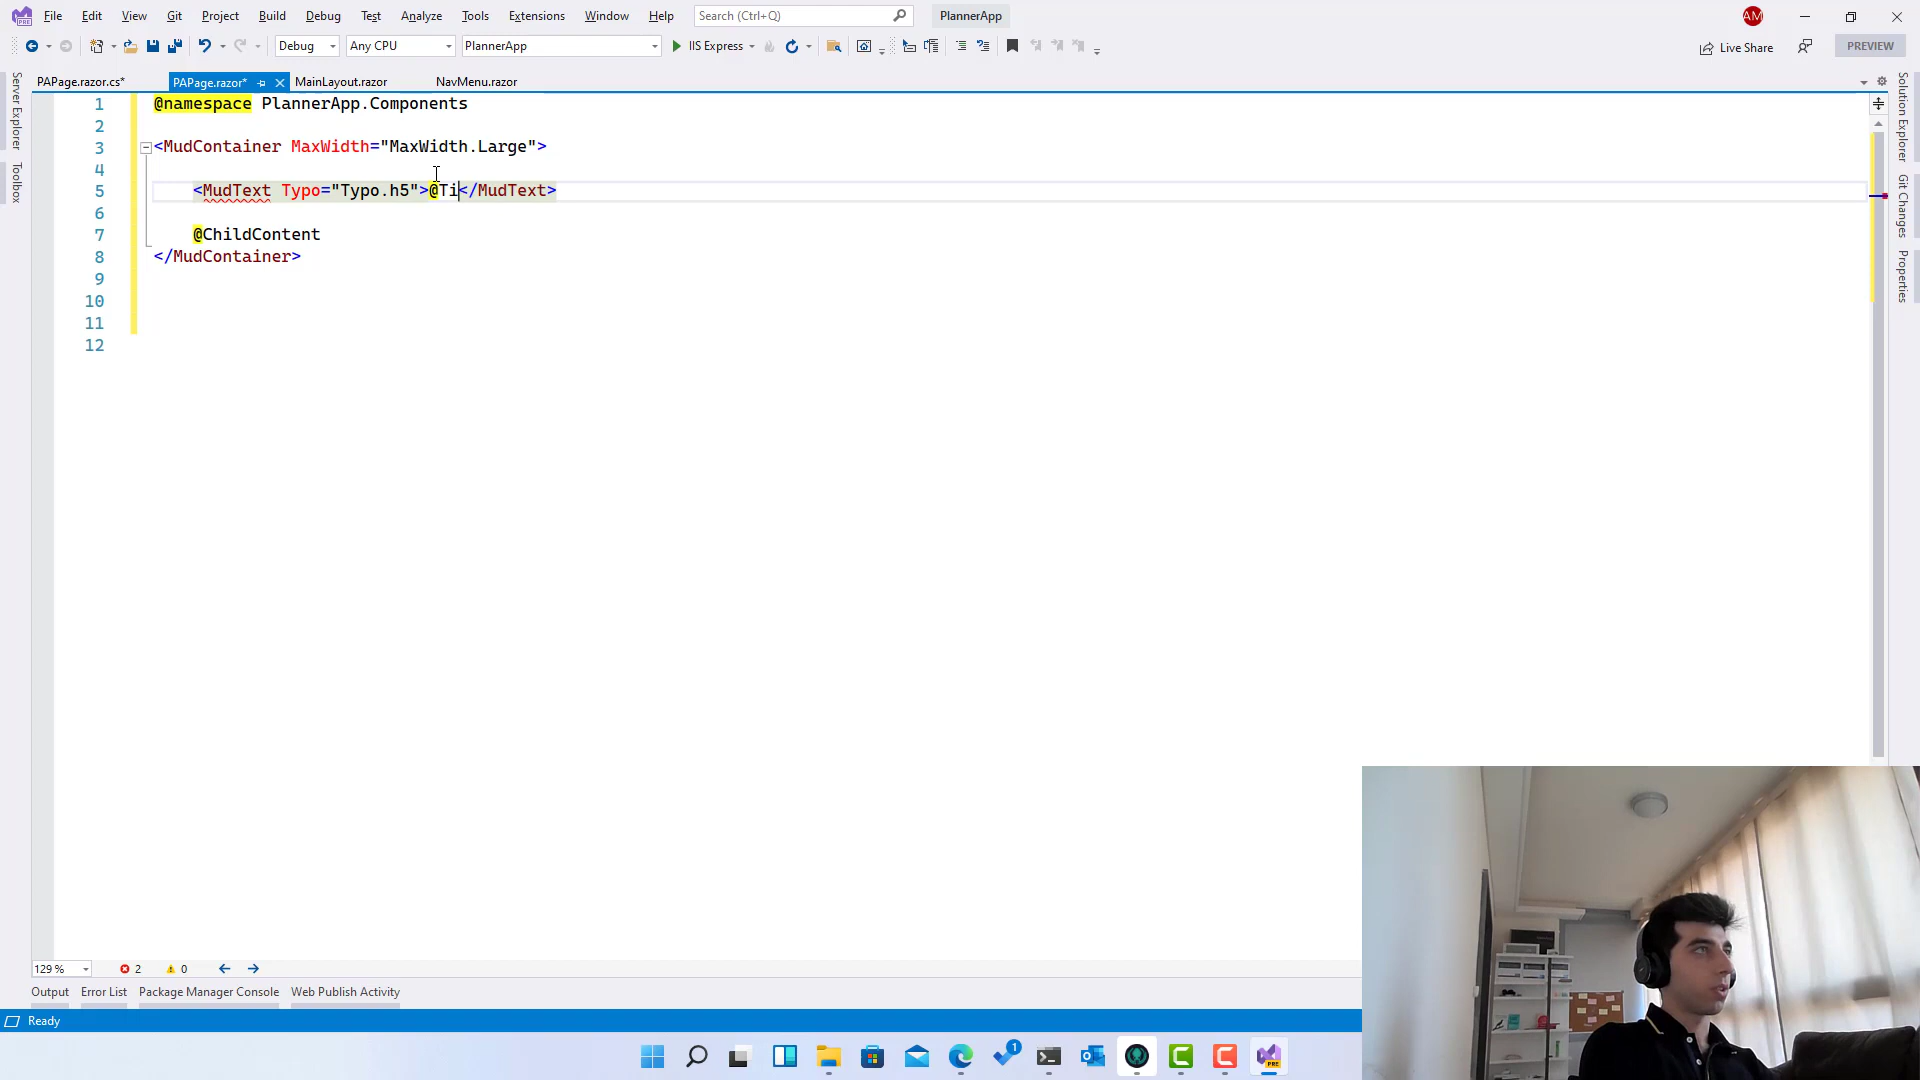 File Edit View Git Project Build Debug Test Analyze Tools Extensions Window Help Search (Ctrl+Q) PlannerApp AM
Debug Any CPU PlannerApp IIS Express Live Share PREVIEW
PAPage.razor.cs* PAPage.razor* MainLayout.razor NavMenu.razor
Server Explorer
Toolbox
Solution Explorer
Git Changes
Properties
1 @namespace PlannerApp.Components
2
3 <MudContainer MaxWidth="MaxWidth.Large">
4
5 <MudText Typo="Typo.h5">@Ti</MudText>
6
7 @ChildContent
8 </MudContainer>
9
10
11
12
129 % 2 0
Output Error List Package Manager Console Web Publish Activity
Ready
1
PRE